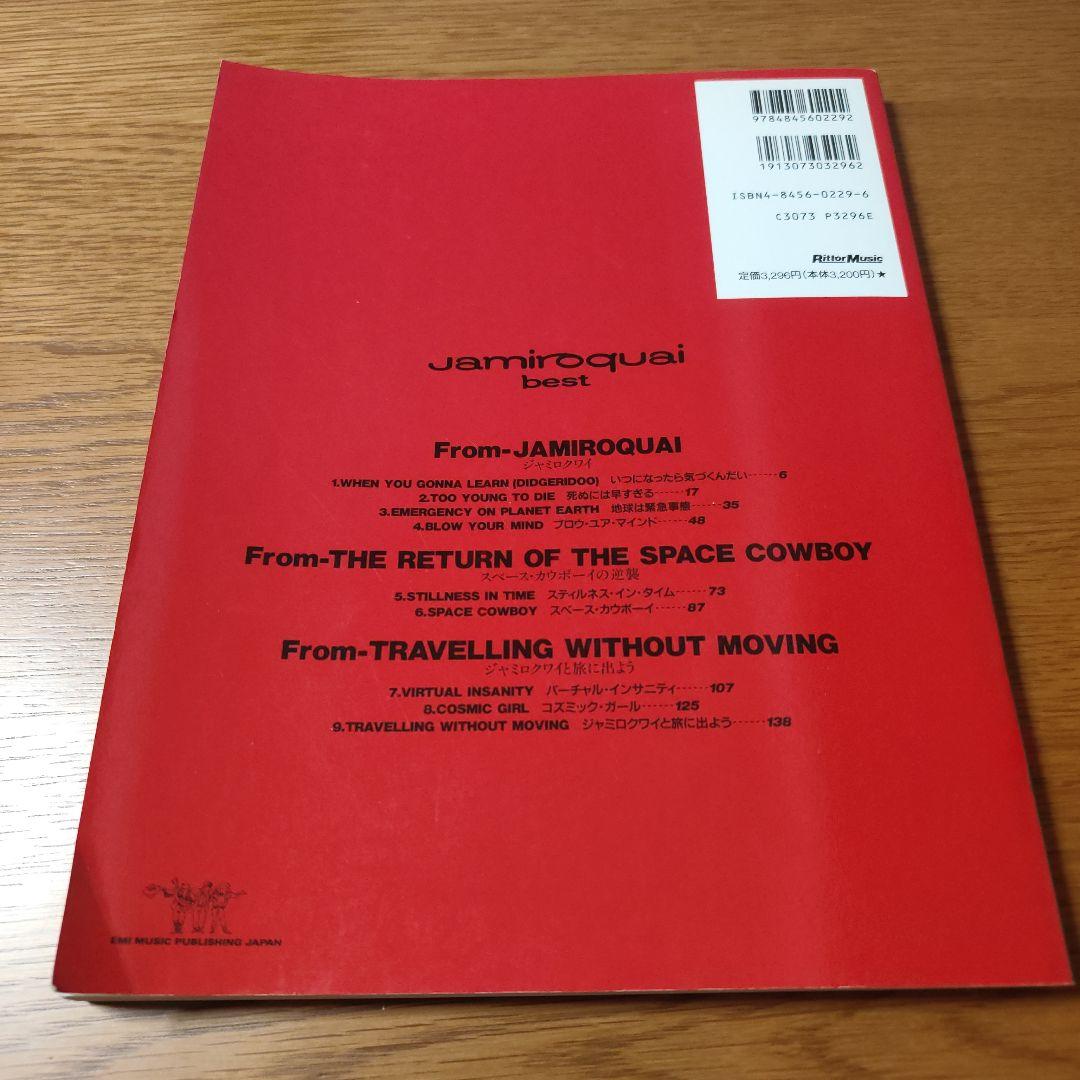 9784845602292
1913073032962
ISBN4-8456-0229-6
C3073 P3296E
RittorMusic
定価3,296円(本体3,200円)★
Jamiroquai
best
From-JAMIROQUAI
ジャミロクワイ
1.WHEN YOU GONNA LEARN (DIDGERIDOO) いつになったら気づくんだい······6
2.TOO YOUNG TO DIE 死ぬには早すぎる······17
3.EMERGENCY ON PLANET EARTH 地球は緊急事態······35
4.BLOW YOUR MIND ブロウ・ユア・マインド······48
From-THE RETURN OF THE SPACE COWBOY
スペース・カウボーイの逆襲
5.STILLNESS IN TIME スティルネス・イン・タイム······73
6.SPACE COWBOY スペース・カウボーイ······87
From-TRAVELLING WITHOUT MOVING
ジャミロクワイと旅に出よう
7.VIRTUAL INSANITY バーチャル・インサニティ······107
8.COSMIC GIRL コズミック・ガール······125
9.TRAVELLING WITHOUT MOVING ジャミロクワイと旅に出よう······138
EMI MUSIC PUBLISHING JAPAN